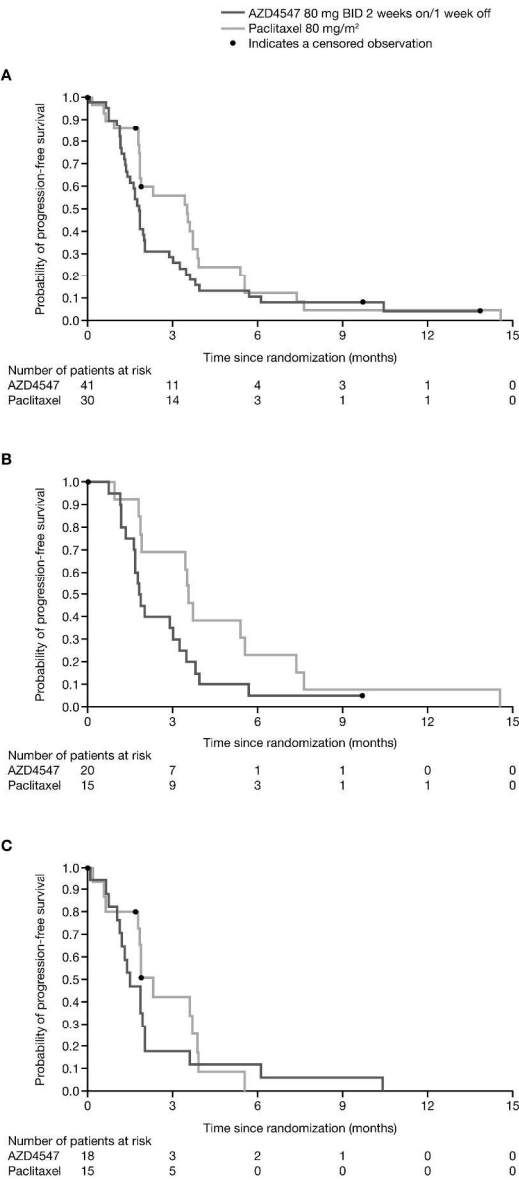 AZD4547 80 mg BID 2 weeks on/1 week off
Paclitaxel 80 mg/m²
Indicates a censored observation
A
Probability of progression-free survival
1.0
0.9
0.8
0.7
0.6
0.5
0.4
0.3
0.2
0.1
0.0
0 3 6 9 12 15
Time since randomization (months)
Number of patients at risk
AZD4547 41 11 4 3 1 0
Paclitaxel 30 14 3 1 1 0
B
Probability of progression-free survival
1.0
0.9
0.8
0.7
0.6
0.5
0.4
0.3
0.2
0.1
0.0
0 3 6 9 12 15
Time since randomization (months)
Number of patients at risk
AZD4547 20 7 1 1 0 0
Paclitaxel 15 9 3 1 1 0
C
Probability of progression-free survival
1.0
0.9
0.8
0.7
0.6
0.5
0.4
0.3
0.2
0.1
0.0
0 3 6 9 12 15
Time since randomization (months)
Number of patients at risk
AZD4547 18 3 2 1 0 0
Paclitaxel 15 5 0 0 0 0